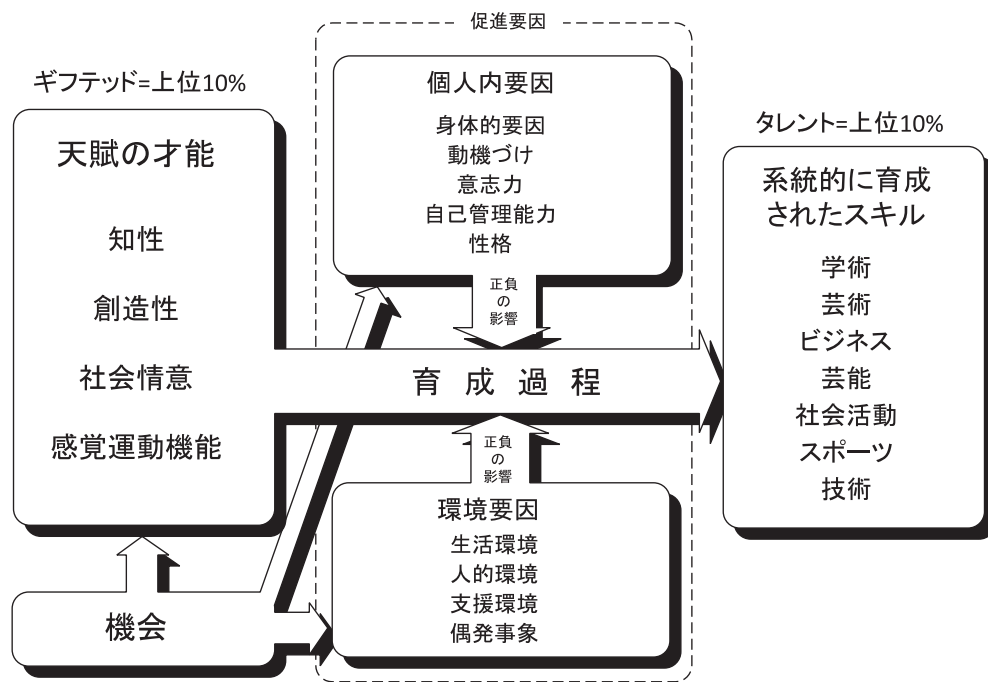 促進要因
ギフテッド=上位10%
天賦の才能
知性
創造性
社会情意
感覚運動機能
機会
個人内要因
身体的要因
動機づけ
意志力
自己管理能力
性格
正負
の
影響
育成過程
正負
の
影響
環境要因
生活環境
人的環境
支援環境
偶発事象
タレント=上位10%
系統的に育成
されたスキル
学術
芸術
ビジネス
芸能
社会活動
スポーツ
技術